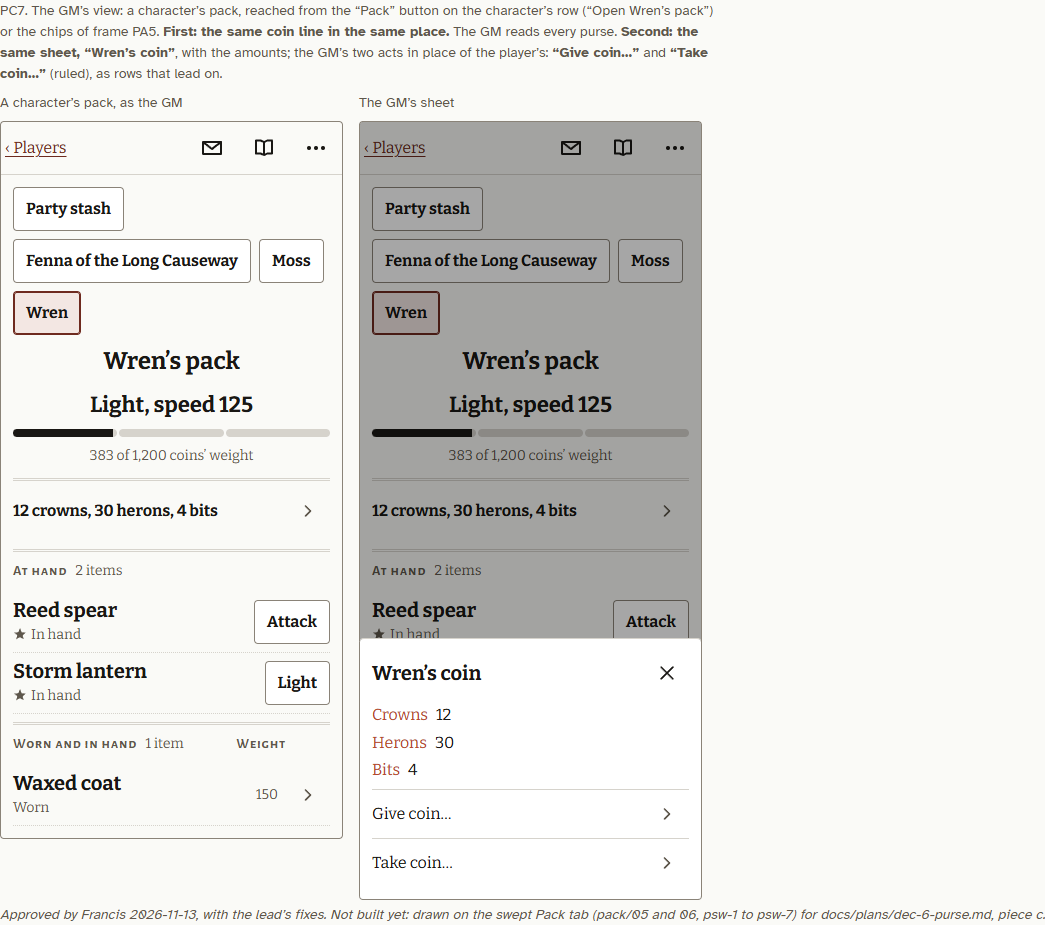 PC7. The GM's view: a character's pack, reached from the “Pack” button on the character's row (“Open Wren's pack”)
or the chips of frame PA5. First: the same coin line in the same place. The GM reads every purse. Second: the
same sheet, “Wren's coin”, with the amounts; the GM's two acts in place of the player's: “Give coin…” and “Take
coin…” (ruled), as rows that lead on.
A character's pack, as the GM
‹ Players
Party stash
Fenna of the Long Causeway
Moss
Wren
Wren’s pack
Light, speed 125
383 of 1,200 coins’ weight
12 crowns, 30 herons, 4 bits
At hand 2 items
Reed spear
★ In hand
Attack
Storm lantern
★ In hand
Light
Worn and in hand 1 item Weight
Waxed coat
Worn
150
The GM's sheet
‹ Players
Party stash
Fenna of the Long Causeway
Moss
Wren
Wren’s pack
Light, speed 125
383 of 1,200 coins’ weight
12 crowns, 30 herons, 4 bits
At hand 2 items
Reed spear
★ In hand
Attack
Wren’s coin
Crowns 12
Herons 30
Bits 4
Give coin…
Take coin…
Approved by Francis 2026-11-13, with the lead's fixes. Not built yet: drawn on the swept Pack tab (pack/05 and 06, psw-1 to psw-7) for docs/plans/dec-6-purse.md, piece c.